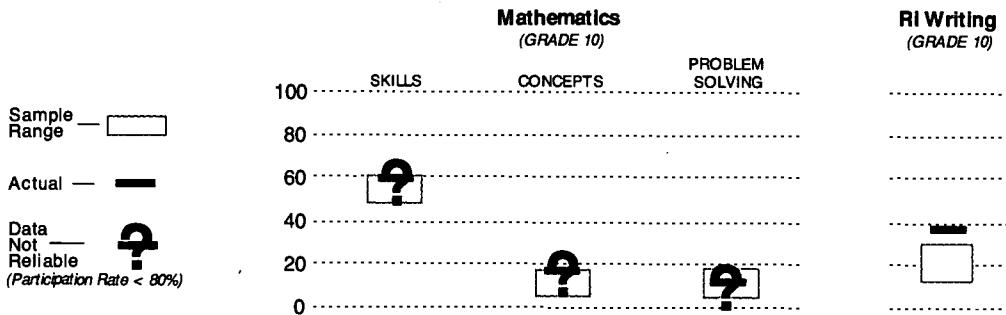 Mathematics
(GRADE 10)
RI Writing
(GRADE 10)
SKILLS
CONCEPTS
PROBLEM
SOLVING
100
80
60
40
20
0
Sample
Range
Actual
Data
Not
Reliable
(Participation Rate < 80%)
?
?
?
?